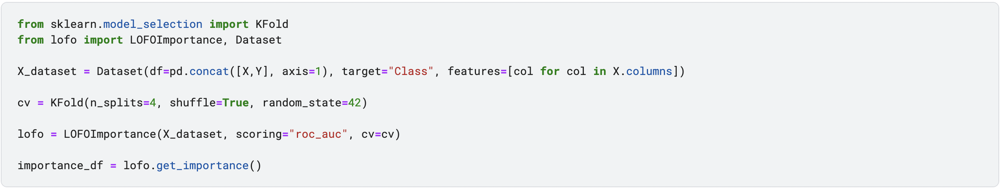 from sklearn.model_selection import KFold
from lofo import LOFOImportance, Dataset
X_dataset = Dataset(df=pd.concat([X,Y], axis=1), target="Class", features=[col for col in X.columns])
cv = KFold(n_splits=4, shuffle=True, random_state=42)
lofo = LOFOImportance(X_dataset, scoring="roc_auc", cv=cv)
importance_df = lofo.get_importance()